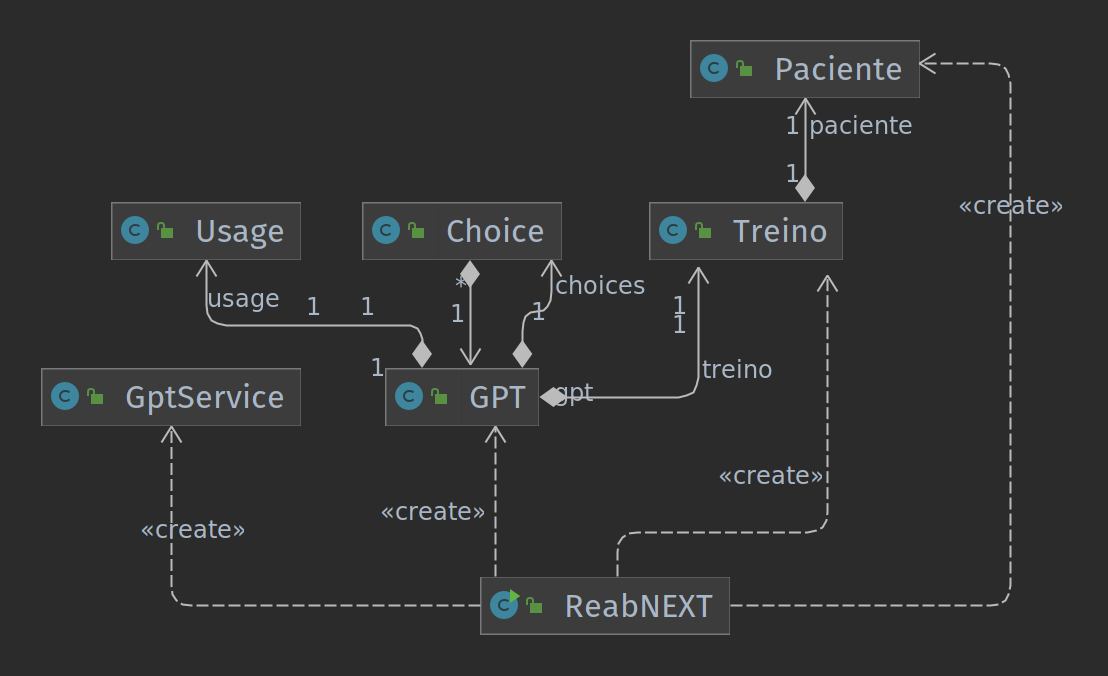 Paciente
1 paciente
1
«create»
Usage
Choice
Treino
usage
1
1
*
1
choices
1
1
1
1
treino
GptService
GPT
gpt
«create»
«create»
«create»
ReabNEXT